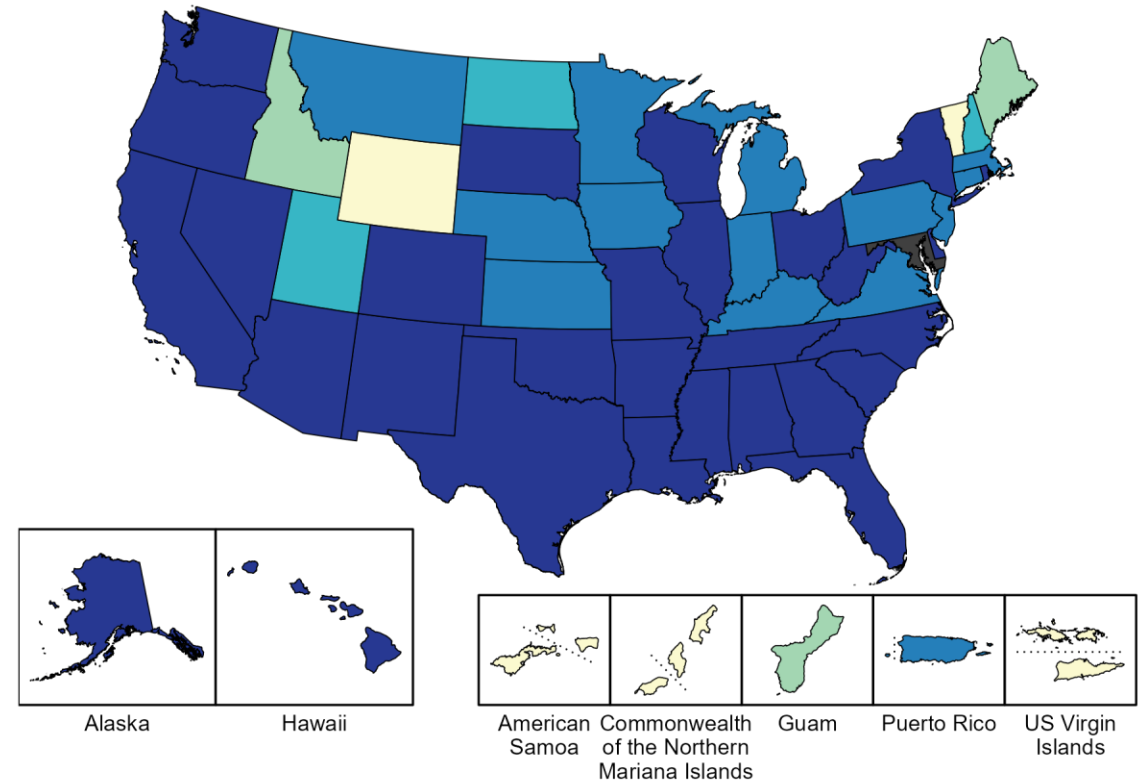 Alaska
Hawaii
American
Samoa
Commonwealth
of the Northern
Mariana Islands
Guam
Puerto Rico
US Virgin
Islands